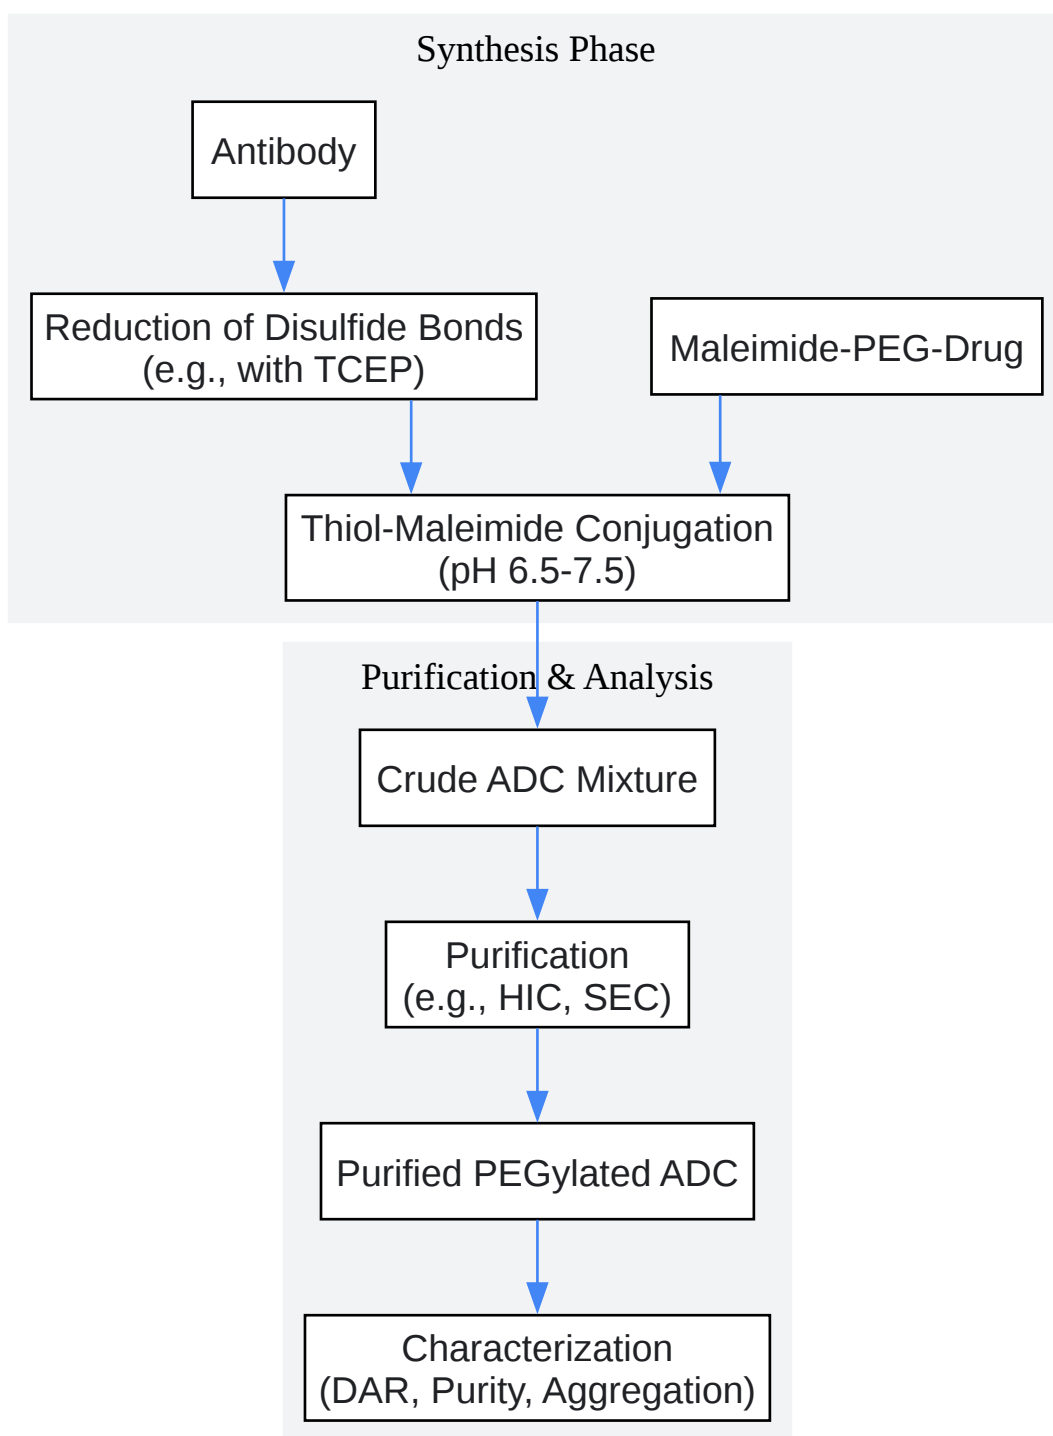 Synthesis Phase
Antibody
Reduction of Disulfide Bonds
(e.g., with TCEP)
Maleimide-PEG-Drug
Thiol-Maleimide Conjugation
(pH 6.5-7.5)
Purification & Analysis
Crude ADC Mixture
Purification
(e.g., HIC, SEC)
Purified PEGylated ADC
Characterization
(DAR, Purity, Aggregation)